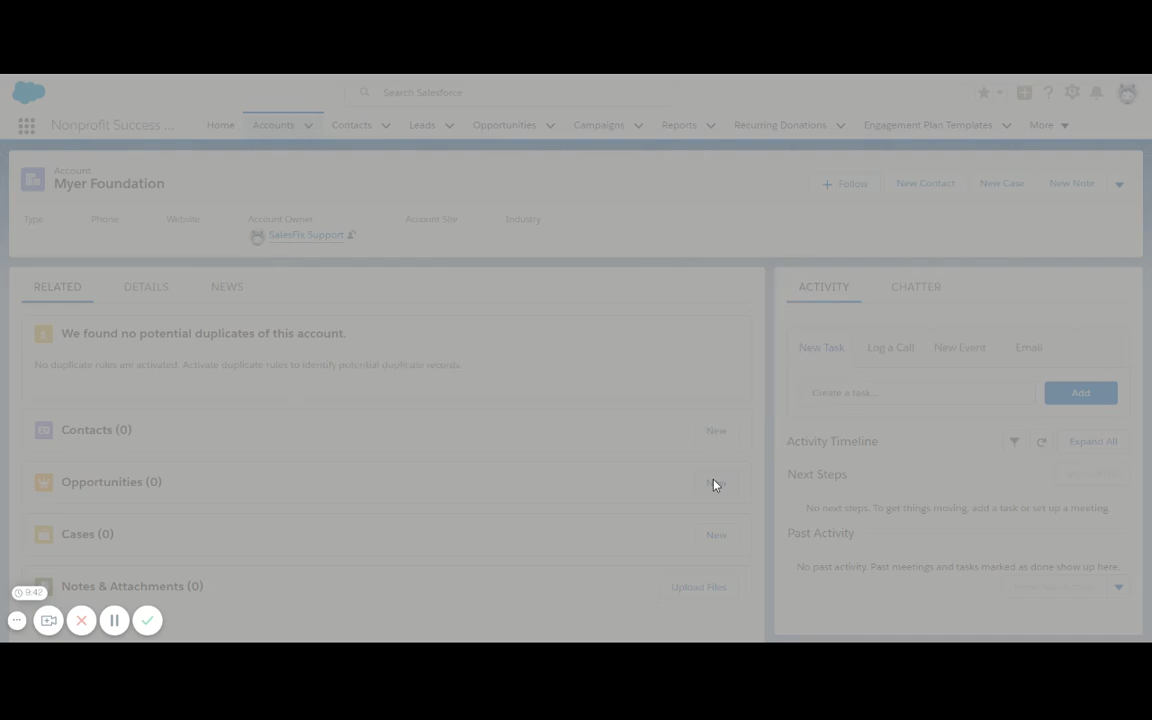 Search Salesforce
Nonprofit Success ... Home Accounts Contacts Leads Opportunities Campaigns Reports Recurring Donations Engagement Plan Templates More
Account
Myer Foundation
+ Follow New Contact New Case New Note
Type Phone Website Account Owner Account Site Industry
SalesFix Support
RELATED DETAILS NEWS
ACTIVITY CHATTER
We found no potential duplicates of this account.
No duplicate rules are activated. Activate duplicate rules to identify potential duplicate records.
New Task Log a Call New Event Email
Create a task... Add
Contacts (0) New
Activity Timeline Expand All
Next Steps
Opportunities (0)
No next steps. To get things moving, add a task or set up a meeting.
Cases (0) New
Past Activity
No past activity. Past meetings and tasks marked as done show up here.
Notes & Attachments (0) Upload Files
9:42